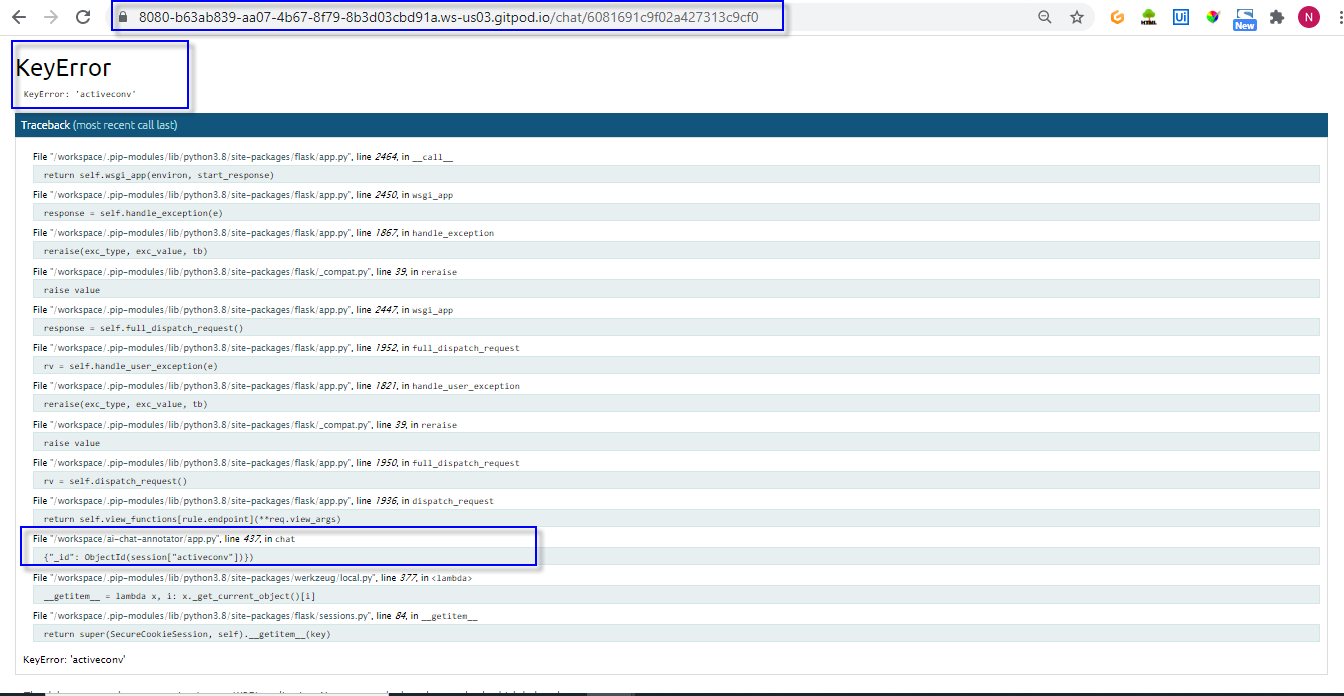 8080-b63ab839-aa07-4b67-8f79-8b3d03cbd91a.ws-us03.gitpod.io/chat/6081691c9f02a427313c9cf0
HTML
Ui
New
N
KeyError
KeyError: 'activeconv'
Traceback (most recent call last)
File "/workspace/.pip-modules/lib/python3.8/site-packages/flask/app.py", line 2464, in __call__
return self.wsgi_app(environ, start_response)
File "/workspace/.pip-modules/lib/python3.8/site-packages/flask/app.py", line 2450, in wsgi_app
response = self.handle_exception(e)
File "/workspace/.pip-modules/lib/python3.8/site-packages/flask/app.py", line 1867, in handle_exception
reraise(exc_type, exc_value, tb)
File "/workspace/.pip-modules/lib/python3.8/site-packages/flask/_compat.py", line 39, in reraise
raise value
File "/workspace/.pip-modules/lib/python3.8/site-packages/flask/app.py", line 2447, in wsgi_app
response = self.full_dispatch_request()
File "/workspace/.pip-modules/lib/python3.8/site-packages/flask/app.py", line 1952, in full_dispatch_request
rv = self.handle_user_exception(e)
File "/workspace/.pip-modules/lib/python3.8/site-packages/flask/app.py", line 1821, in handle_user_exception
reraise(exc_type, exc_value, tb)
File "/workspace/.pip-modules/lib/python3.8/site-packages/flask/_compat.py", line 39, in reraise
raise value
File "/workspace/.pip-modules/lib/python3.8/site-packages/flask/app.py", line 1950, in full_dispatch_request
rv = self.dispatch_request()
File "/workspace/.pip-modules/lib/python3.8/site-packages/flask/app.py", line 1936, in dispatch_request
return self.view_functions[rule.endpoint](**req.view_args)
File "/workspace/ai-chat-annotator/app.py", line 437, in chat
{"_id": ObjectId(session["activeconv"])})
File "/workspace/.pip-modules/lib/python3.8/site-packages/werkzeug/local.py", line 377, in <lambda>
__getitem__ = lambda x, i: x._get_current_object()[i]
File "/workspace/.pip-modules/lib/python3.8/site-packages/flask/sessions.py", line 84, in __getitem__
return super(SecureCookieSession, self).__getitem__(key)
KeyError: 'activeconv'